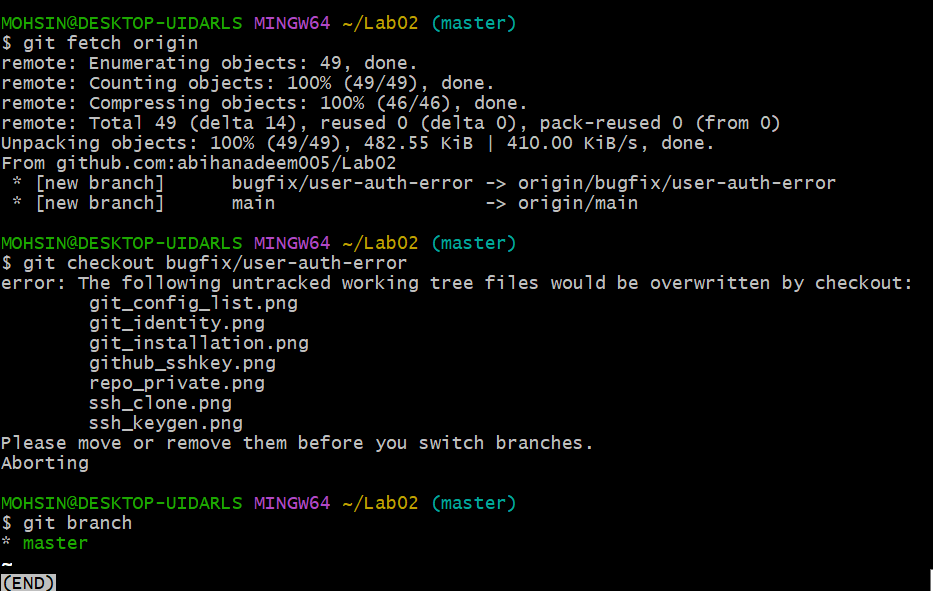 MOHSIN@DESKTOP-UIDARLS MINGW64 ~/Lab02 (master)
$ git fetch origin
remote: Enumerating objects: 49, done.
remote: Counting objects: 100% (49/49), done.
remote: Compressing objects: 100% (46/46), done.
remote: Total 49 (delta 14), reused 0 (delta 0), pack-reused 0 (from 0)
Unpacking objects: 100% (49/49), 482.55 KiB | 410.00 KiB/s, done.
From github.com:abihanadeem005/Lab02
 * [new branch]      bugfix/user-auth-error -> origin/bugfix/user-auth-error
 * [new branch]      main                   -> origin/main
MOHSIN@DESKTOP-UIDARLS MINGW64 ~/Lab02 (master)
$ git checkout bugfix/user-auth-error
error: The following untracked working tree files would be overwritten by checkout:
        git_config_list.png
        git_identity.png
        git_installation.png
        github_sshkey.png
        repo_private.png
        ssh_clone.png
        ssh_keygen.png
Please move or remove them before you switch branches.
Aborting
MOHSIN@DESKTOP-UIDARLS MINGW64 ~/Lab02 (master)
$ git branch
* master
~
(END)